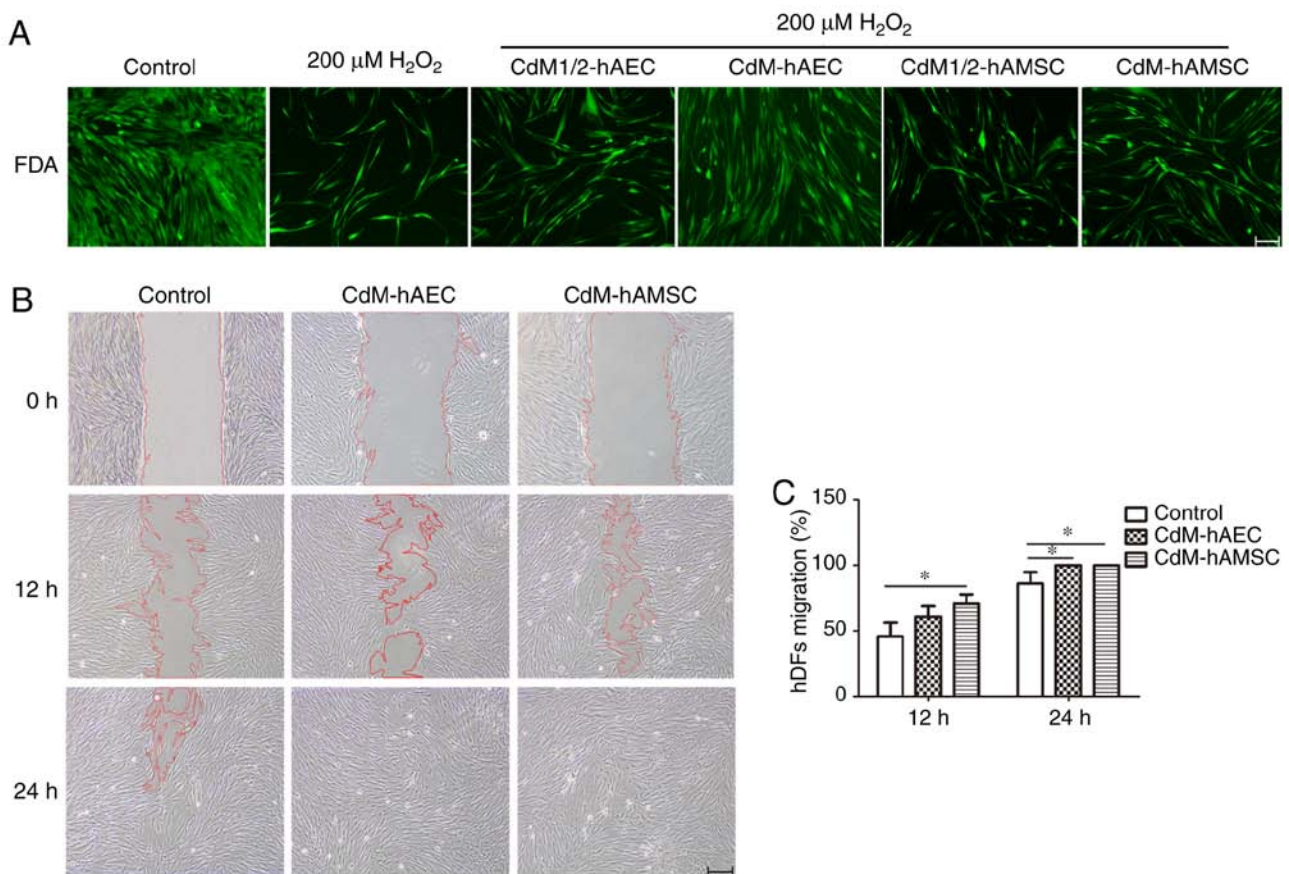 A
200 μM H₂O₂
Control
200 μM H₂O₂
CdM1/2-hAEC
CdM-hAEC
CdM1/2-hAMSC
CdM-hAMSC
FDA
B
Control
CdM-hAEC
CdM-hAMSC
0 h
12 h
24 h
C
hDFs migration (%)
150
100
50
0
*
*
*
12 h
24 h
Control
CdM-hAEC
CdM-hAMSC